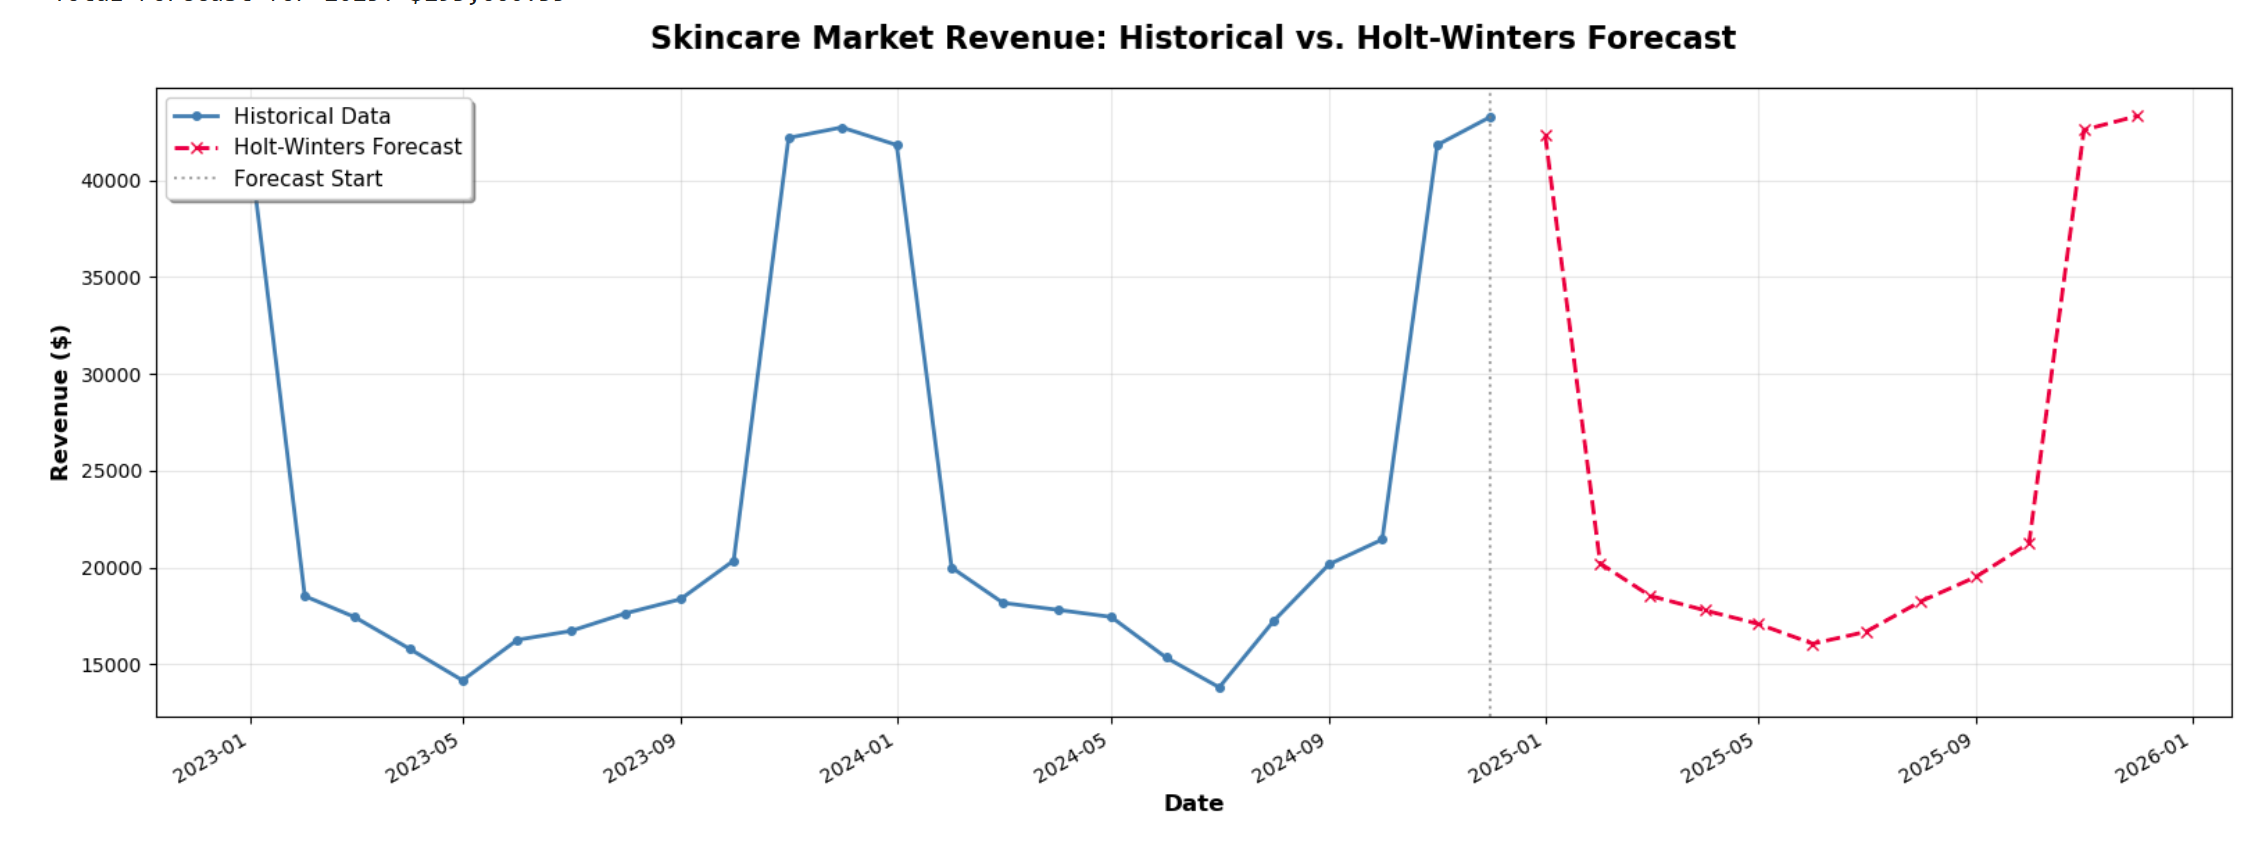 Skincare Market Revenue: Historical vs. Holt-Winters Forecast
Historical Data
Holt-Winters Forecast
Forecast Start
40000
35000
30000
25000
20000
15000
Revenue ($)
2023-01
2023-05
2023-09
2024-01
2024-05
2024-09
2025-01
2025-05
2025-09
2026-01
Date